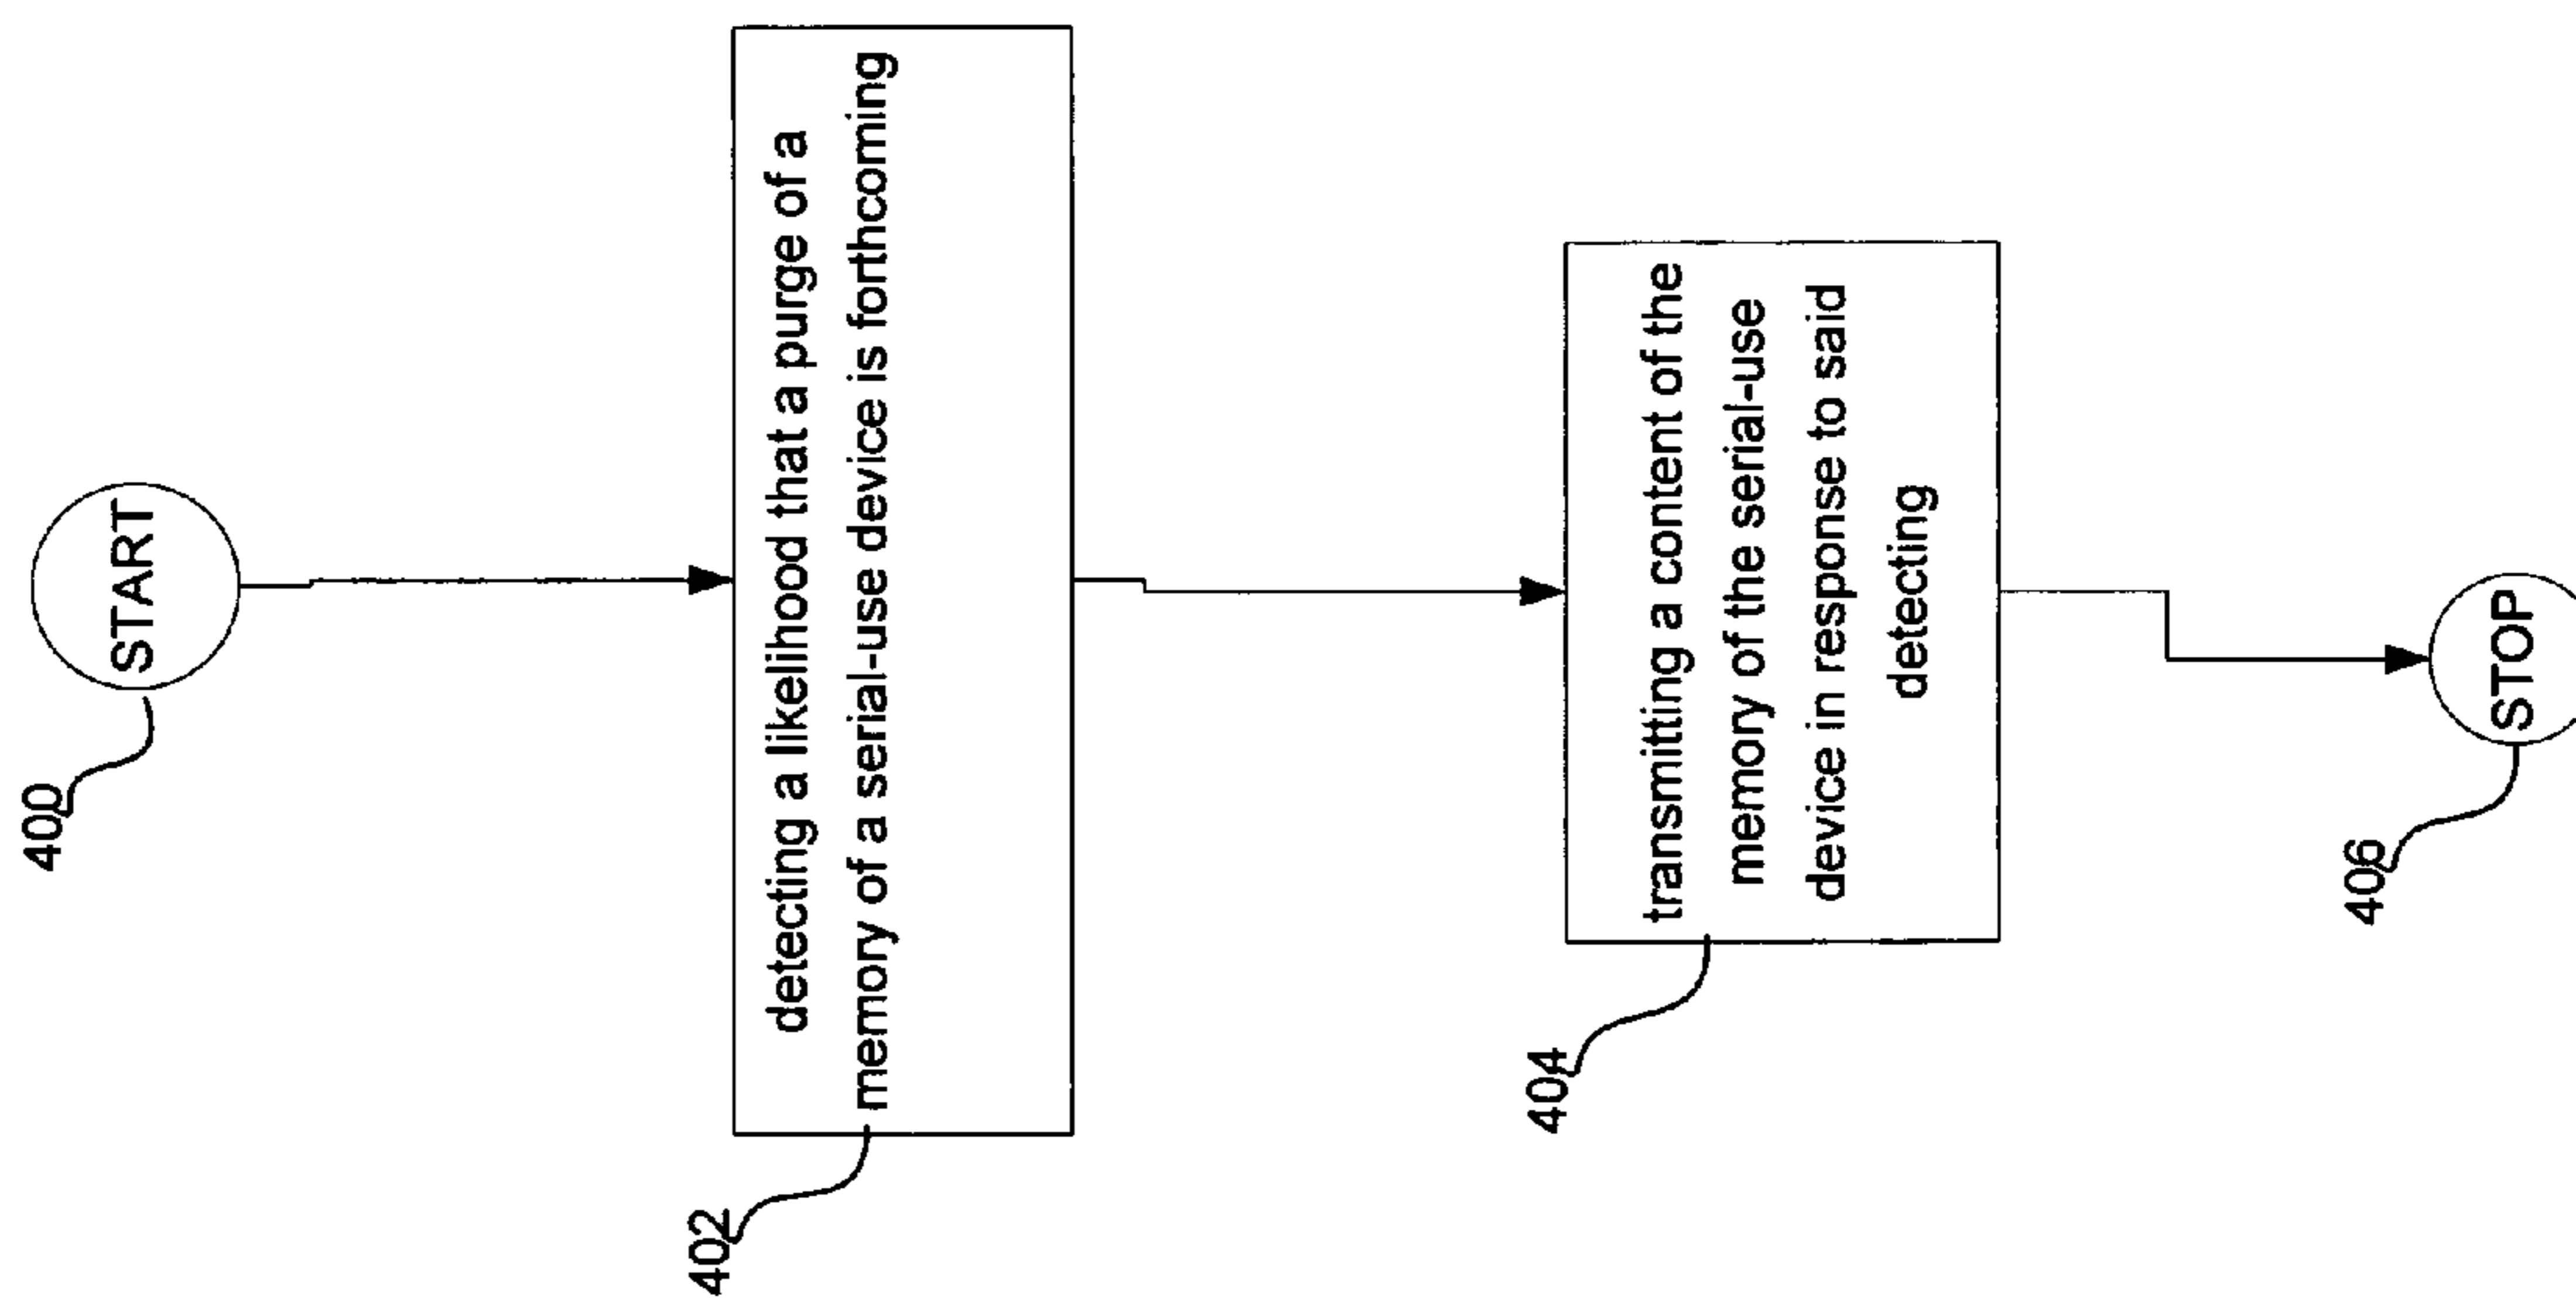 400
START
402
detecting a likelihood that a purge of a
memory of a serial-use device is forthcoming
404
transmitting a content of the
memory of the serial-use
device in response to said
detecting
406
STOP